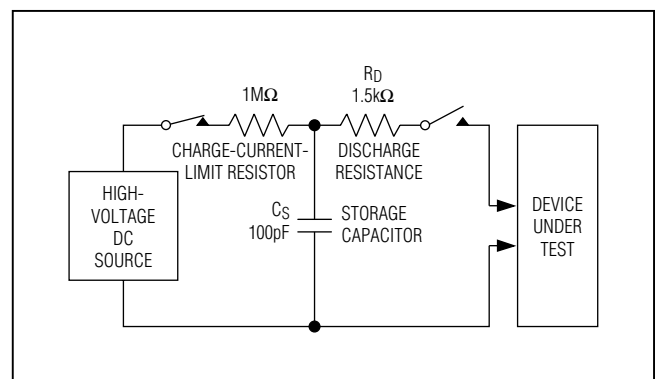 1MΩ
RD
1.5kΩ
CHARGE-CURRENT-
LIMIT RESISTOR
DISCHARGE
RESISTANCE
HIGH-
VOLTAGE
DC
SOURCE
CS
100pF
STORAGE
CAPACITOR
DEVICE
UNDER
TEST